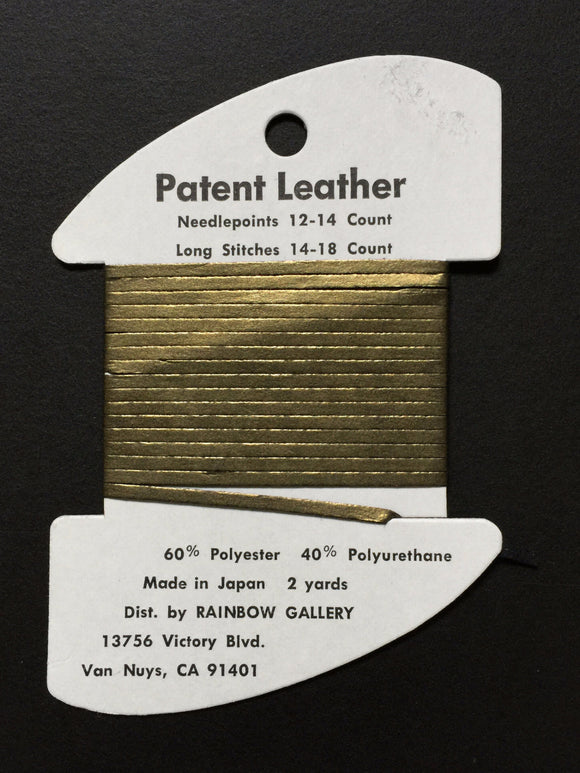 Patent Leather
Needlepoints 12-14 Count
Long Stitches 14-18 Count
60% Polyester 40% Polyurethane
Made in Japan 2 yards
Dist. by RAINBOW GALLERY
13756 Victory Blvd.
Van Nuys, CA 91401